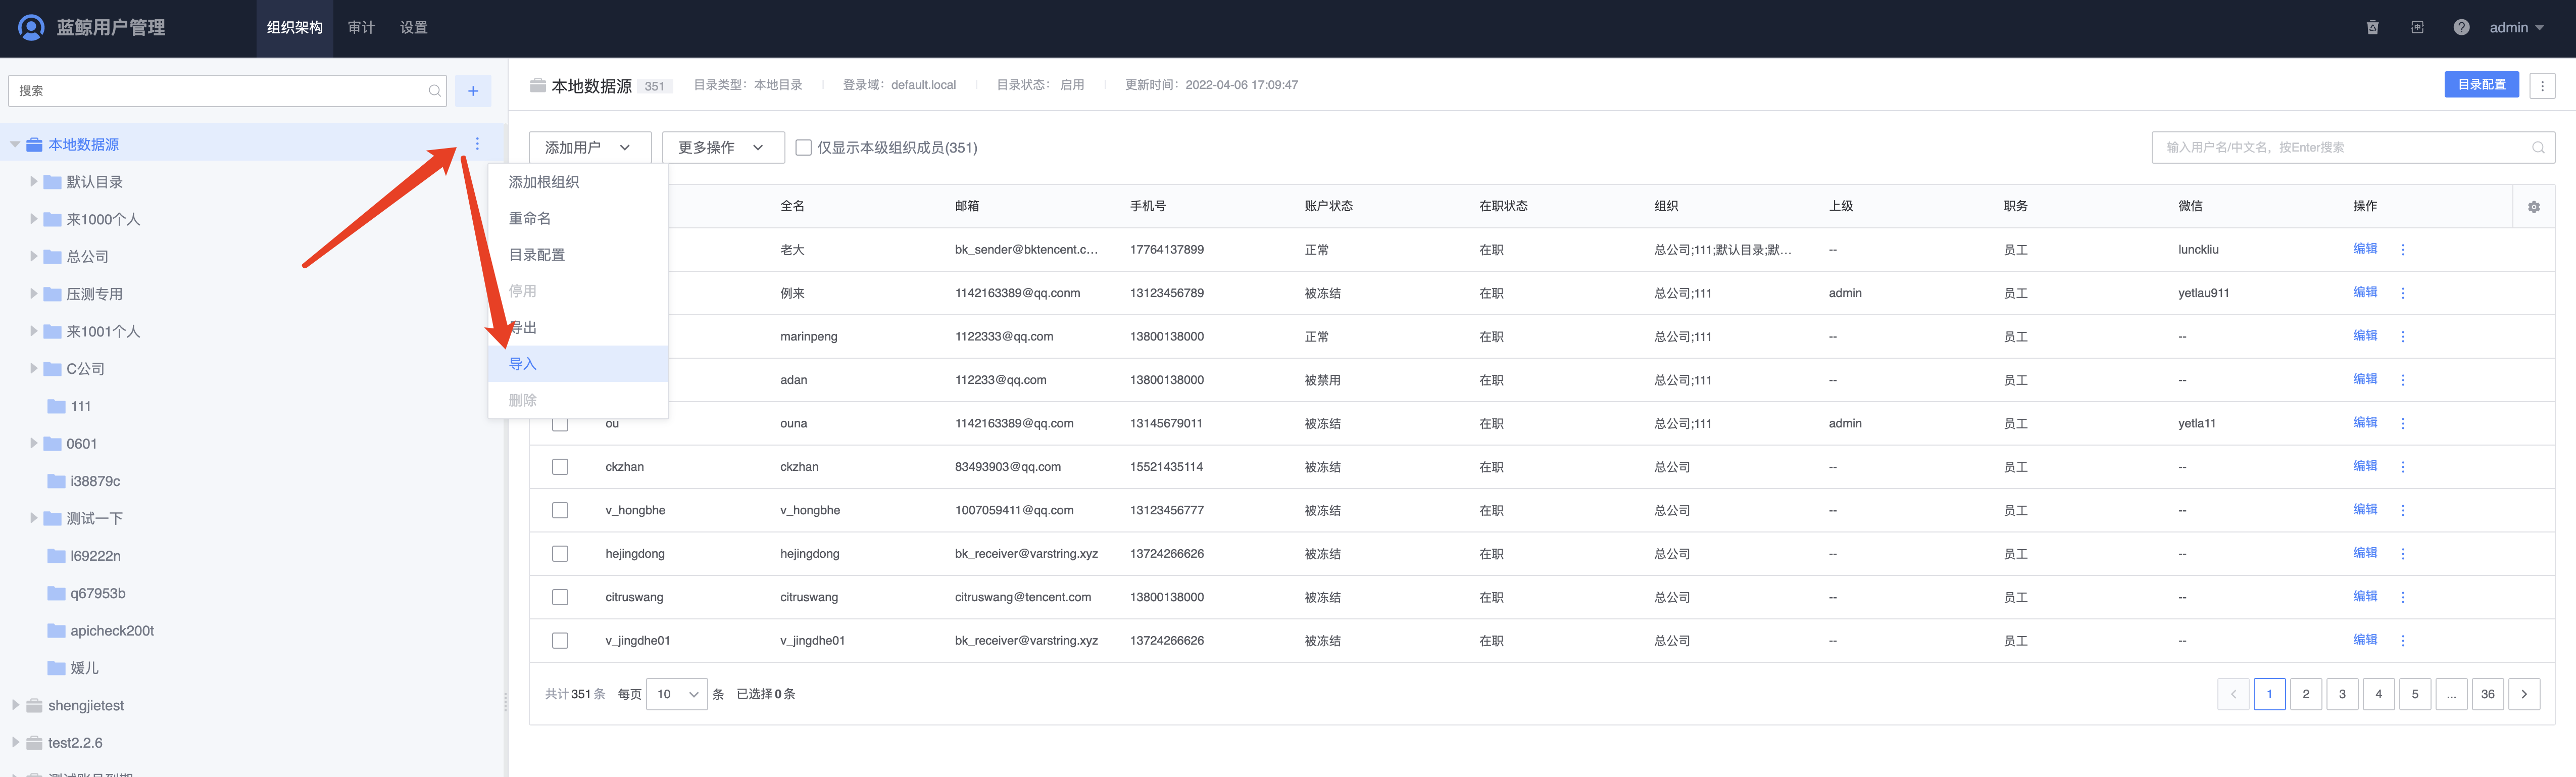 蓝鲸用户管理 组织架构 审计 设置 admin
搜索
本地数据源
默认目录
来1000个人
总公司
压测专用
来1001个人
C公司
111
0601
i38879c
测试一下
l69222n
q67953b
apicheck200t
媛儿
shengjietest
test2.2.6
本地数据源 351 目录类型：本地目录 登录域：default.local 目录状态：启用 更新时间：2022-04-06 17:09:47 目录配置
添加用户 更多操作 仅显示本级组织成员(351) 输入用户名/中文名，按Enter搜索
添加根组织
重命名
目录配置
停用
导出
导入
删除
全名 邮箱 手机号 账户状态 在职状态 组织 上级 职务 微信 操作
老大 bk_sender@bktencent.c... 17764137899 正常 在职 总公司;111;默认目录;默... -- 员工 lunckliu 编辑
例来 1142163389@qq.conm 13123456789 被冻结 在职 总公司;111 admin 员工 yetlau911 编辑
marinpeng 1122333@qq.com 13800138000 正常 在职 总公司;111 -- 员工 -- 编辑
adan 112233@qq.com 13800138000 被禁用 在职 总公司;111 -- 员工 -- 编辑
ou ouna 1142163389@qq.com 13145679011 被冻结 在职 总公司;111 admin 员工 yetla11 编辑
ckzhan ckzhan 83493903@qq.com 15521435114 被冻结 在职 总公司 -- 员工 -- 编辑
v_hongbhe v_hongbhe 1007059411@qq.com 13123456777 被冻结 在职 总公司 -- 员工 -- 编辑
hejingdong hejingdong bk_receiver@varstring.xyz 13724266626 被冻结 在职 总公司 -- 员工 -- 编辑
citruswang citruswang citruswang@tencent.com 13800138000 被冻结 在职 总公司 -- 员工 -- 编辑
v_jingdhe01 v_jingdhe01 bk_receiver@varstring.xyz 13724266626 被冻结 在职 总公司 -- 员工 -- 编辑
共计351条 每页 10 条 已选择0条 1 2 3 4 5 ... 36